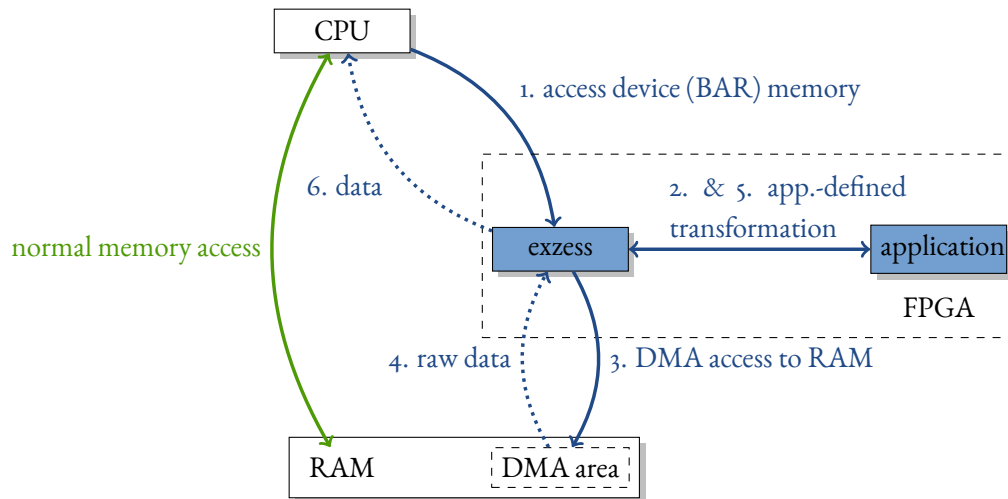 CPU
1. access device (BAR) memory
6. data
2. & 5. app.-defined
transformation
normal memory access
exzess
application
FPGA
4. raw data
3. DMA access to RAM
RAM
DMA area